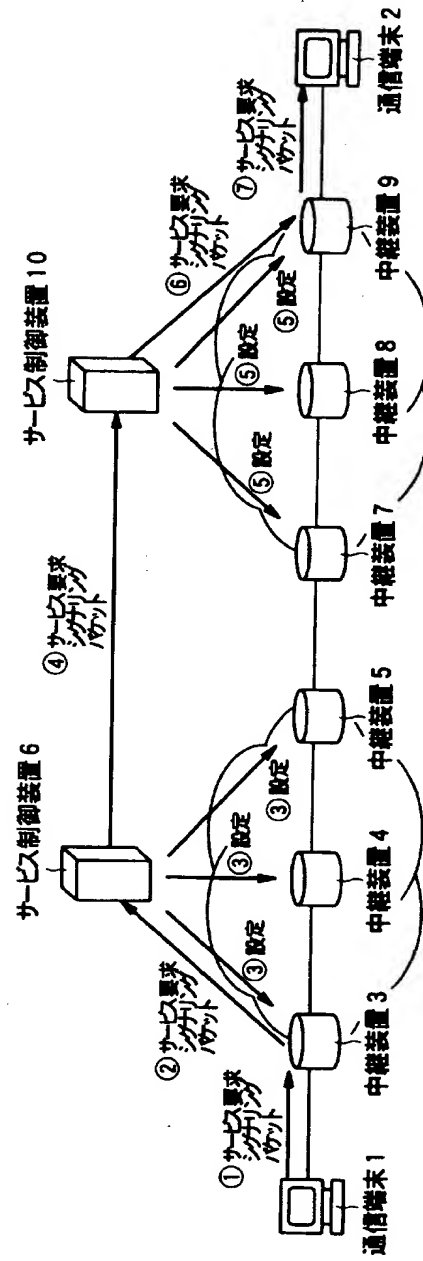 サービス制御装置6
サービス制御装置10
①サービス要求
シグナリング
パケット
②サービス要求
シグナリング
パケット
③設定
③設定
③設定
④サービス要求
シグナリング
パケット
⑤設定
⑤設定
⑤設定
⑥サービス要求
シグナリング
パケット
⑦サービス要求
シグナリング
パケット
通信端末1
中継装置3
中継装置4
中継装置5
中継装置7
中継装置8
中継装置9
通信端末2